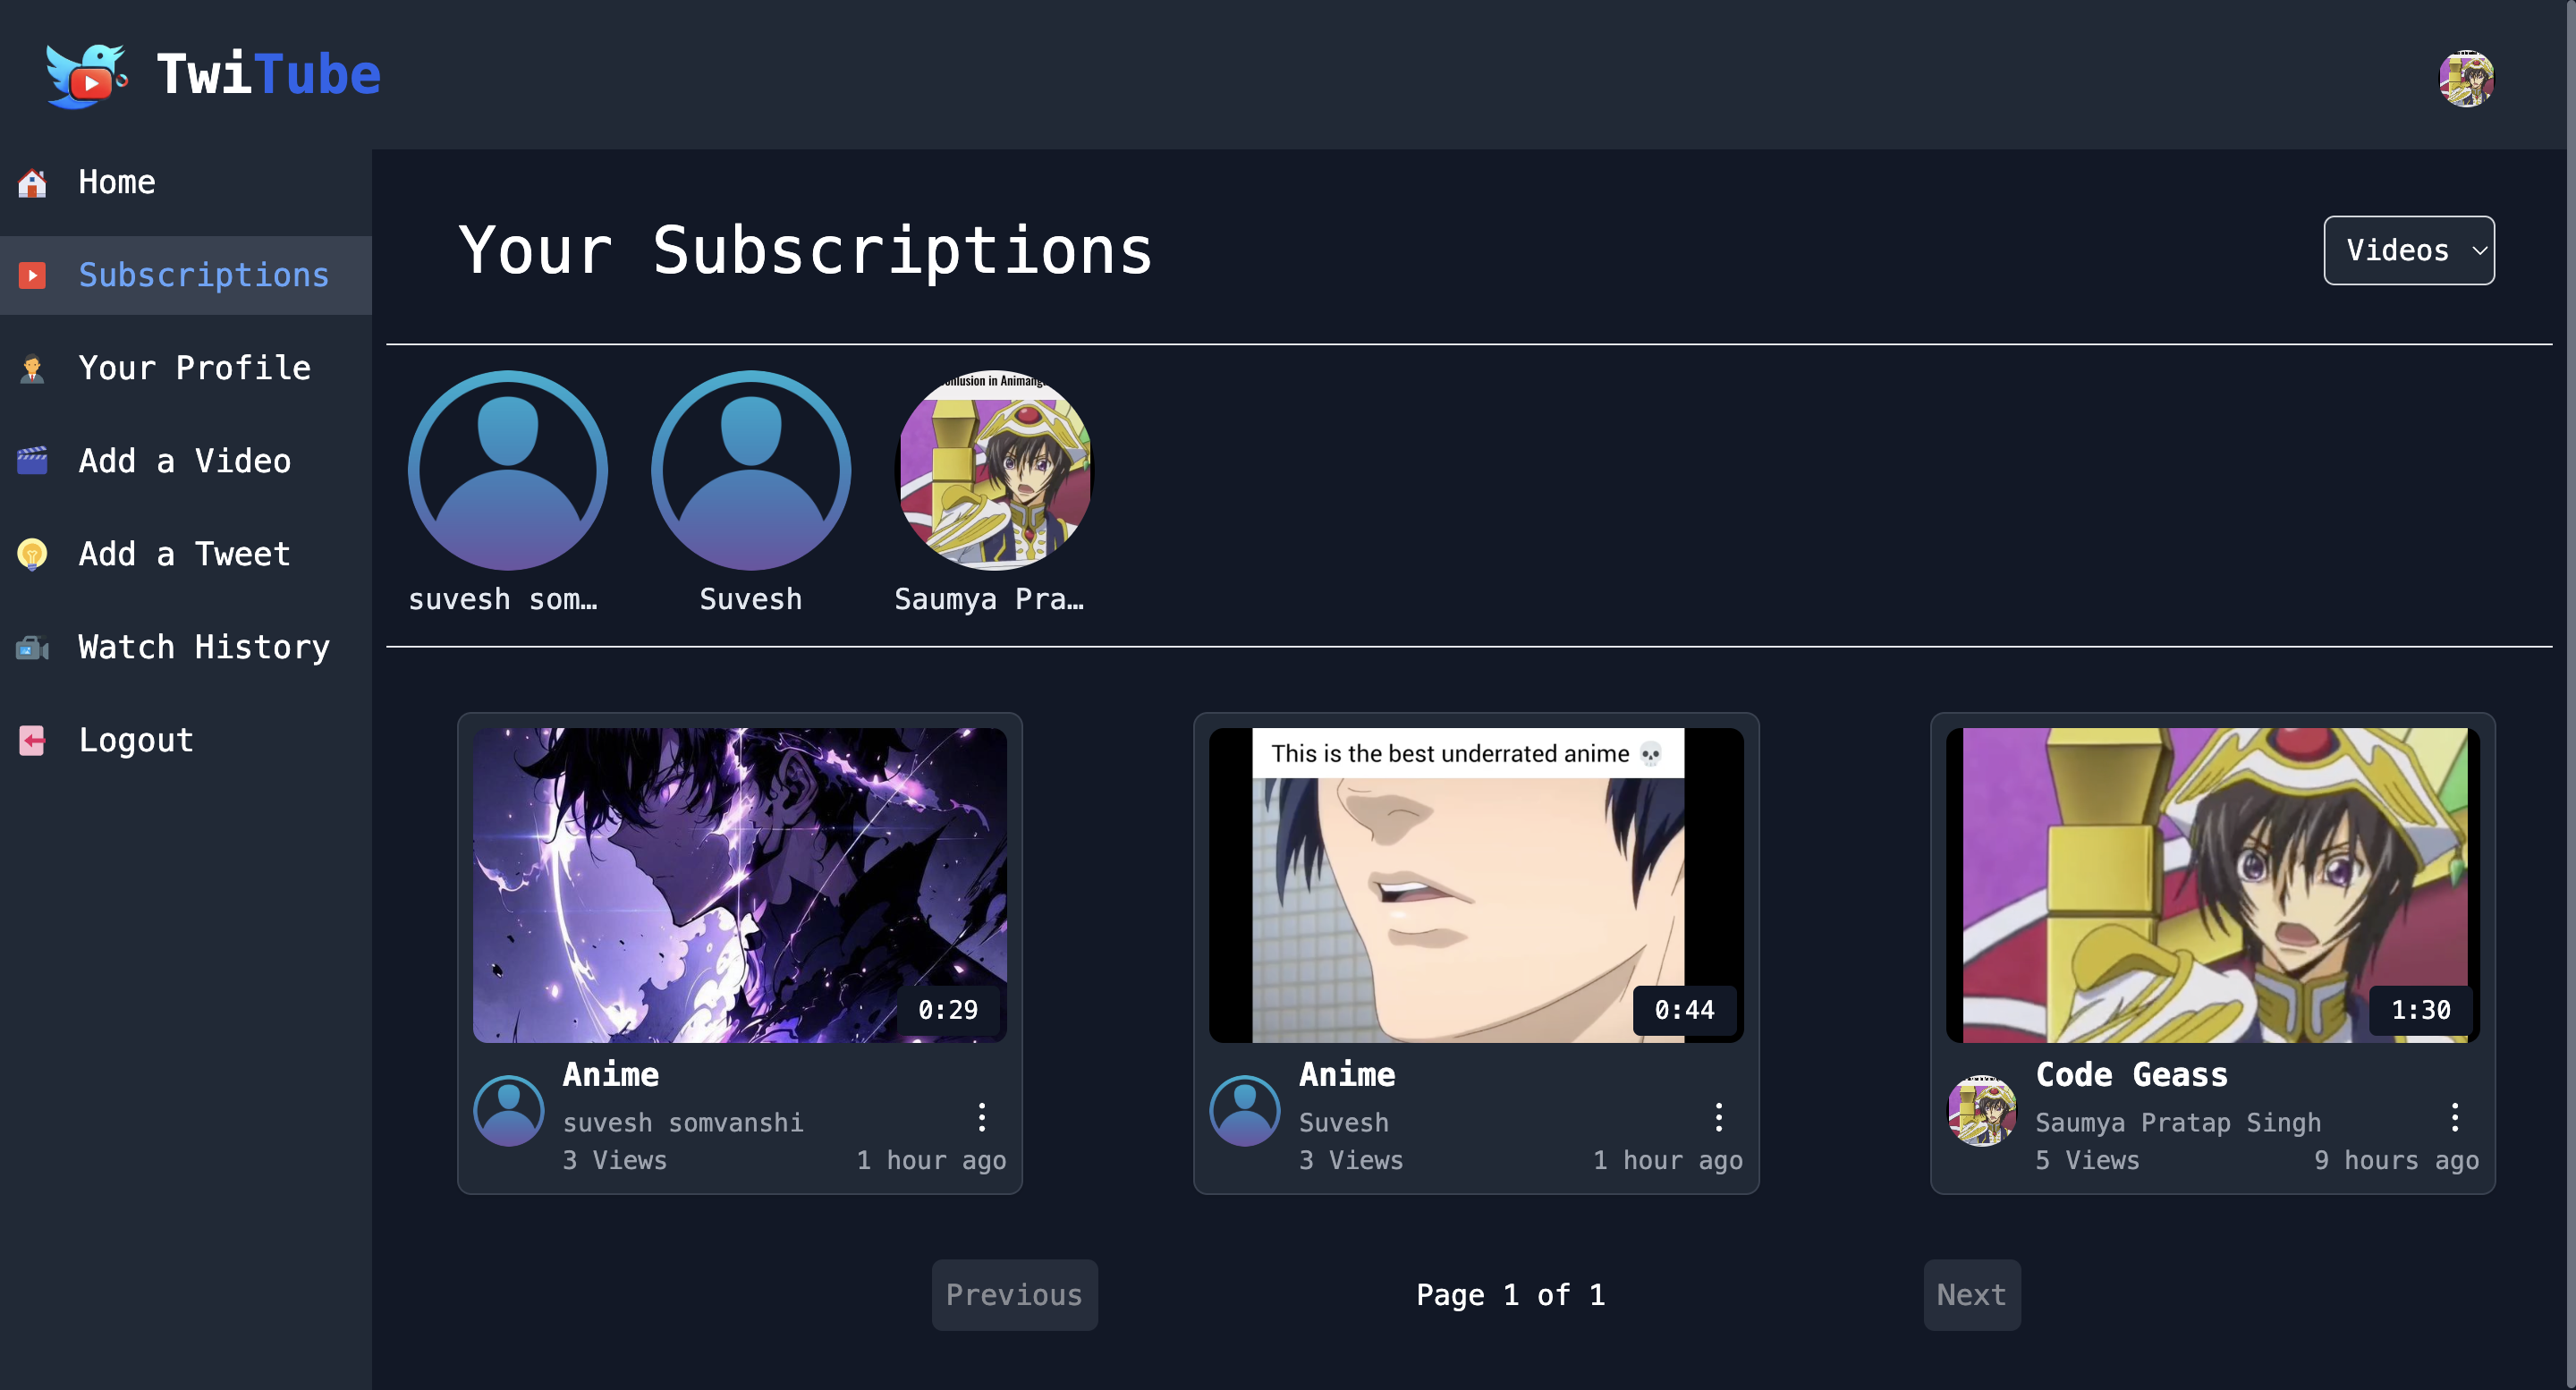 TwiTube
Home
Subscriptions
Your Profile
Add a Video
Add a Tweet
Watch History
Logout
Your Subscriptions
Videos
in Animang
suvesh som…
Suvesh
Saumya Pra…
This is the best underrated anime 💀
0:29
0:44
1:30
Anime
suvesh somvanshi
3 Views
1 hour ago
Anime
Suvesh
3 Views
1 hour ago
Code Geass
Saumya Pratap Singh
5 Views
9 hours ago
Previous
Page 1 of 1
Next